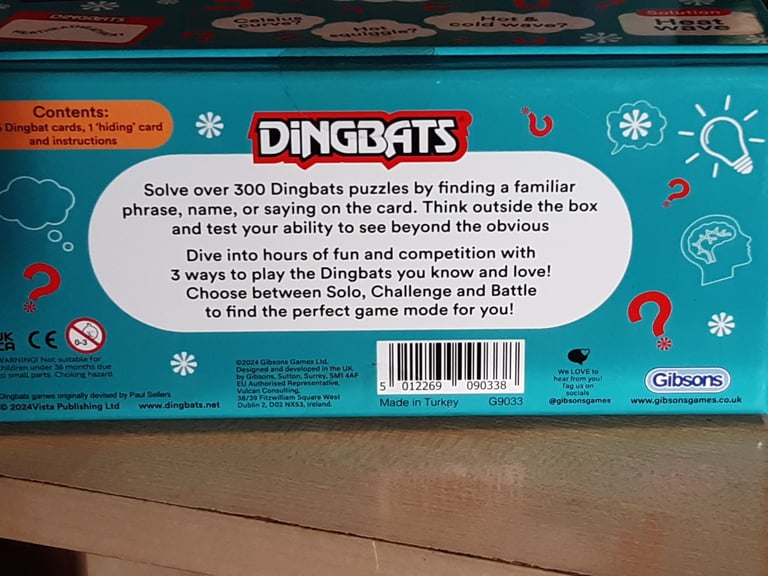 DINGBATS
Celsius
curve?
Hot
squiggle?
Hot &
cold wave?
Solution
Heat
wave
Contents:
Dingbat cards, 1 'hiding' card
and instructions
DiNGBATS
Solve over 300 Dingbats puzzles by finding a familiar
phrase, name, or saying on the card. Think outside the box
and test your ability to see beyond the obvious
Dive into hours of fun and competition with
3 ways to play the Dingbats you know and love!
Choose between Solo, Challenge and Battle
to find the perfect game mode for you!
UK
CA
CE
0-3
WARNING! Not suitable for
children under 36 months due
to small parts. Choking hazard
Dingbats games originally devised by Paul Sellers
© 2024Vista Publishing Ltd
www.dingbats.net
©2024 Gibsons Games Ltd.
Designed and developed in the UK
by Gibsons, Sutton, Surrey, SM1 4AF
EU Authorised Representative,
Vulcan Consulting,
38/39 Fitzwilliam Square West
Dublin 2, D02 NX53, Ireland.
5 012269 090338 >
Made in Turkey
G9033
We LOVE to
hear from you!
Tag us on
socials
@gibsonsgames
Gibsons
www.gibsonsgames.co.uk